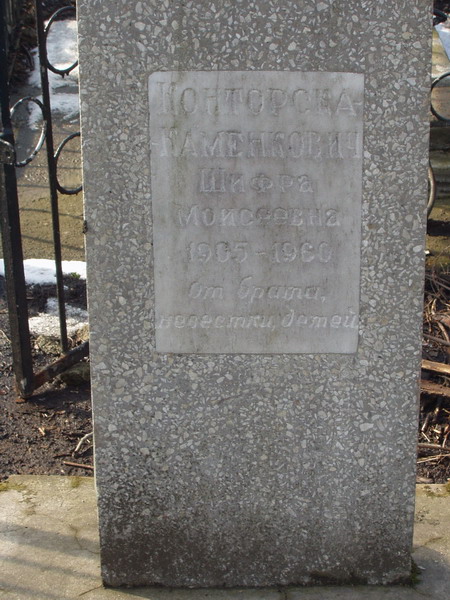 КОНТОРСКА-
-КАМЕНКОВИЧ
ШИФРА
МОИСЕЕВНА
1905-1960
от брата,
невестки, детей.